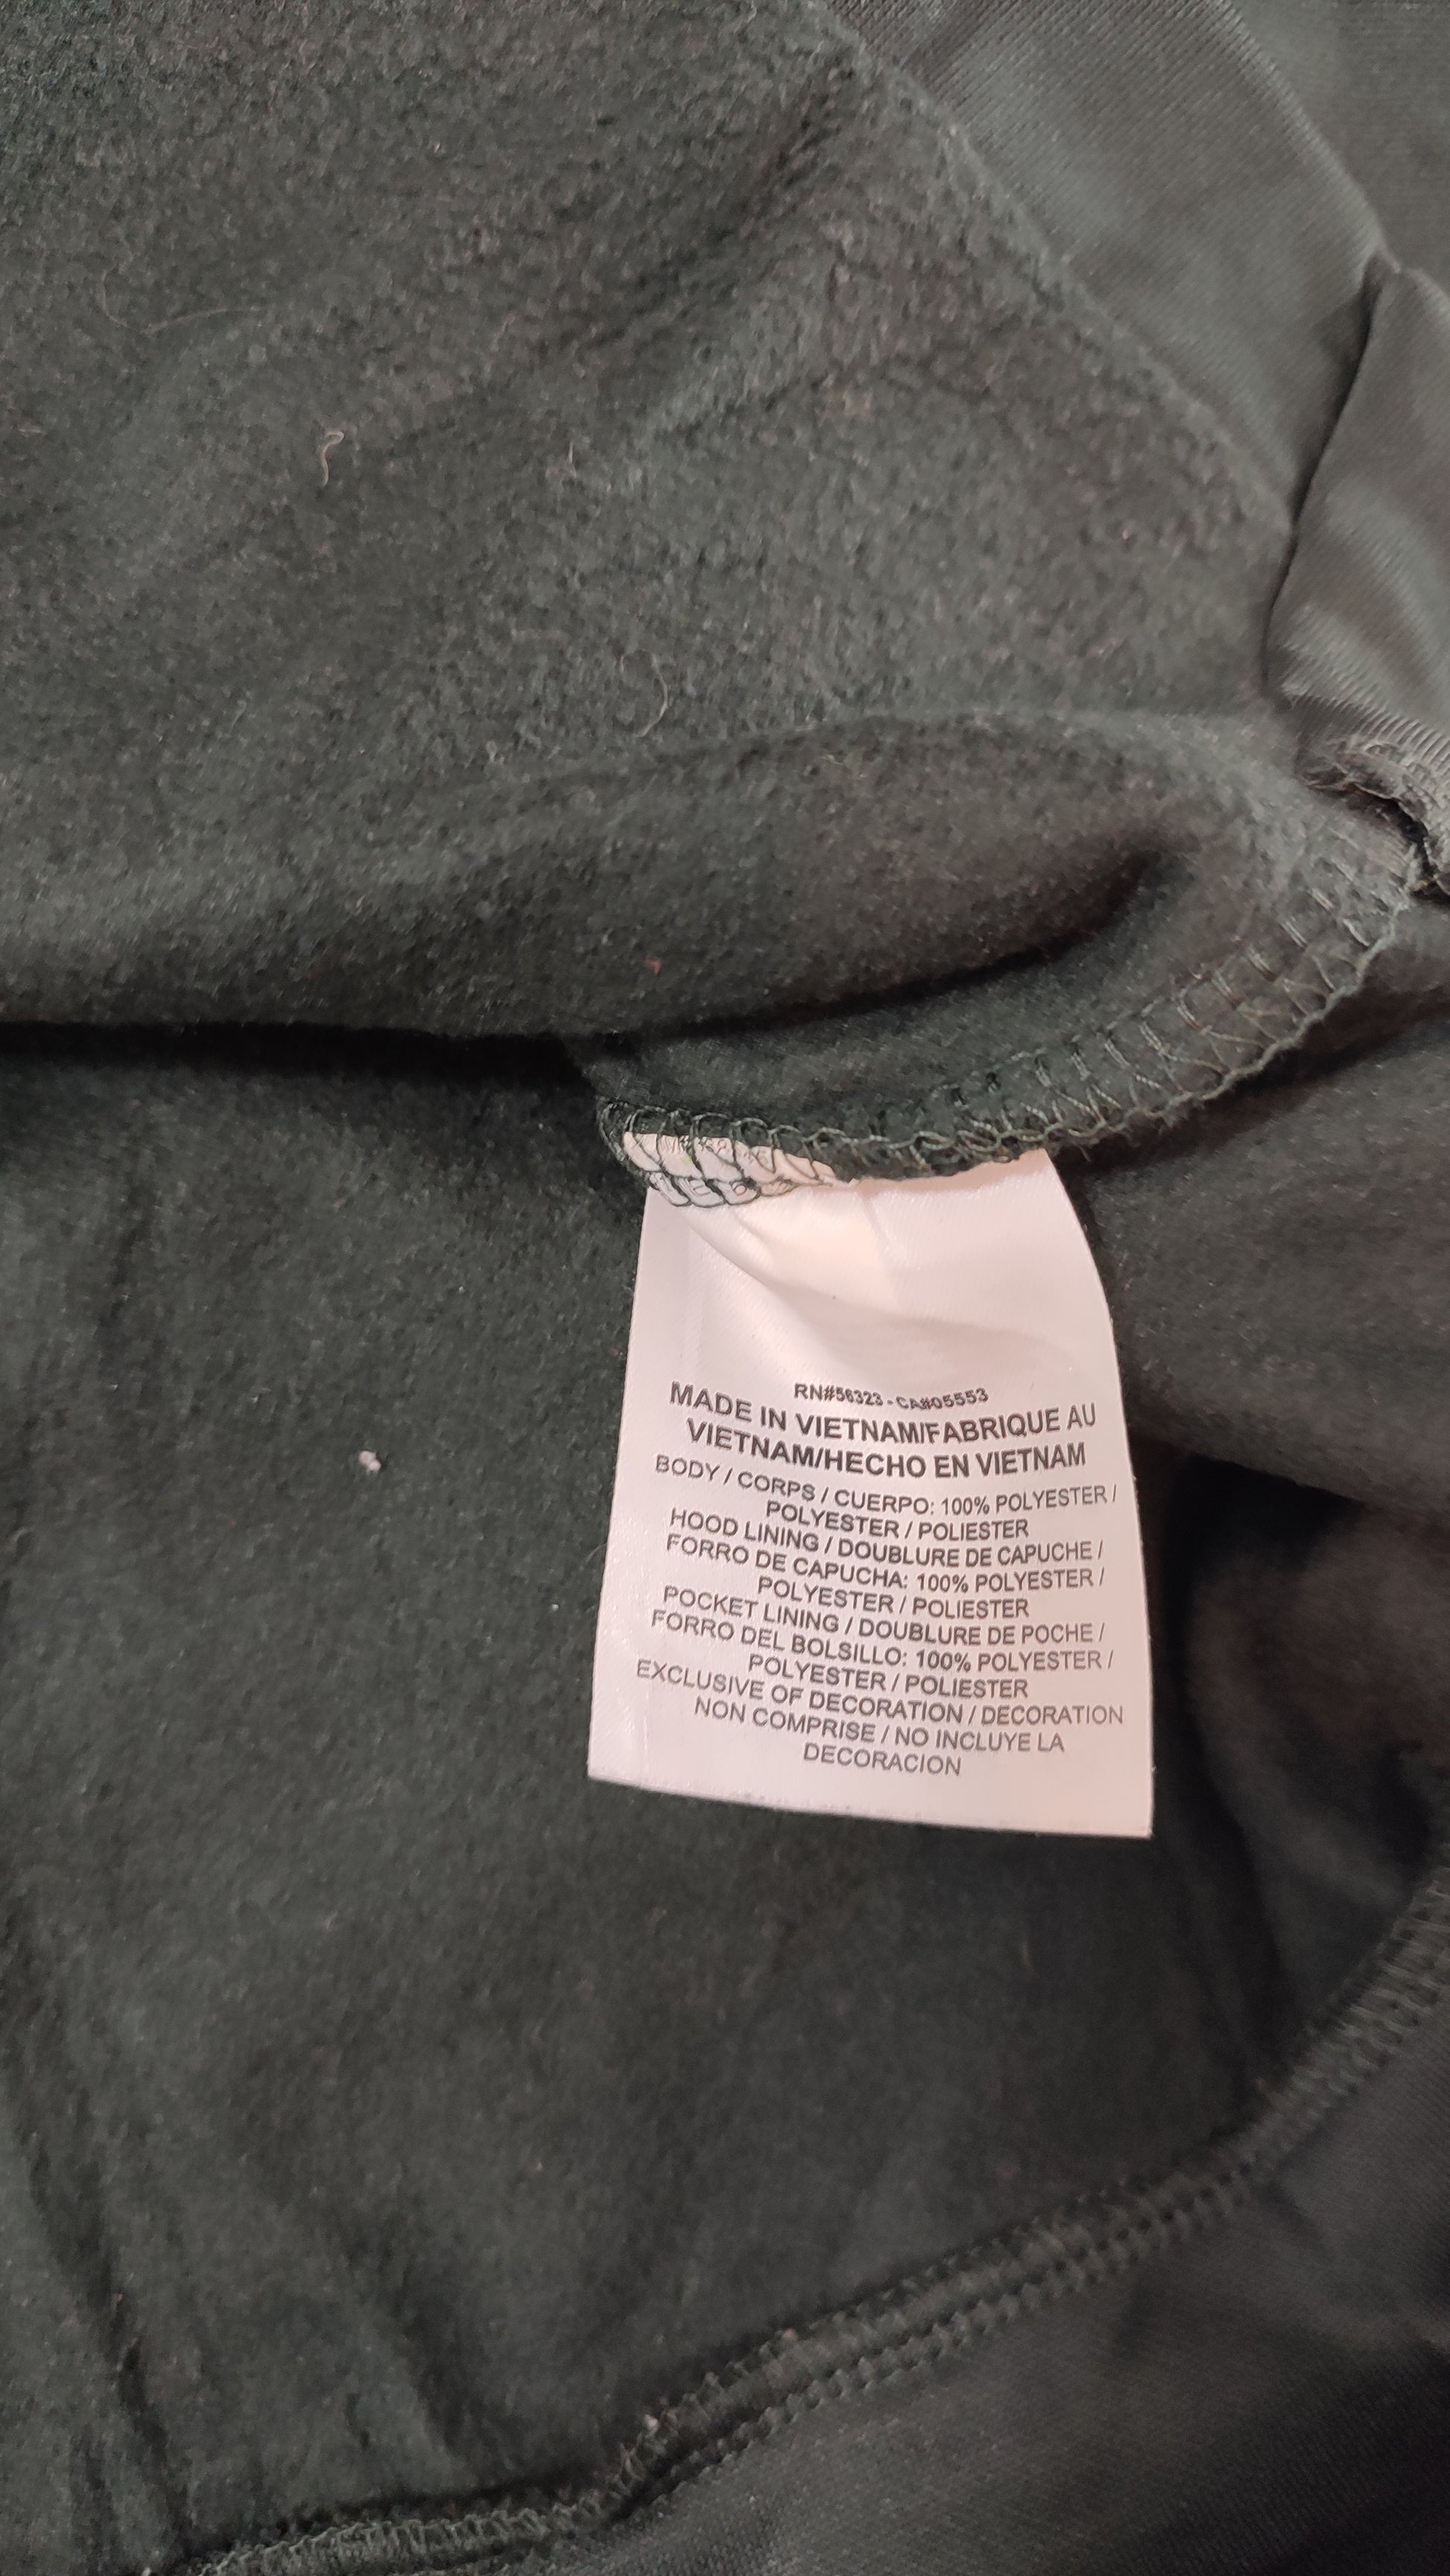 RN#56323 - CA#05553
MADE IN VIETNAM/FABRIQUE AU
VIETNAM/HECHO EN VIETNAM
BODY / CORPS / CUERPO: 100% POLYESTER /
POLYESTER / POLIESTER
HOOD LINING / DOUBLURE DE CAPUCHE /
FORRO DE CAPUCHA: 100% POLYESTER /
POLYESTER / POLIESTER
POCKET LINING / DOUBLURE DE POCHE /
FORRO DEL BOLSILLO: 100% POLYESTER /
POLYESTER / POLIESTER
EXCLUSIVE OF DECORATION / DECORATION
NON COMPRISE / NO INCLUYE LA
DECORACION